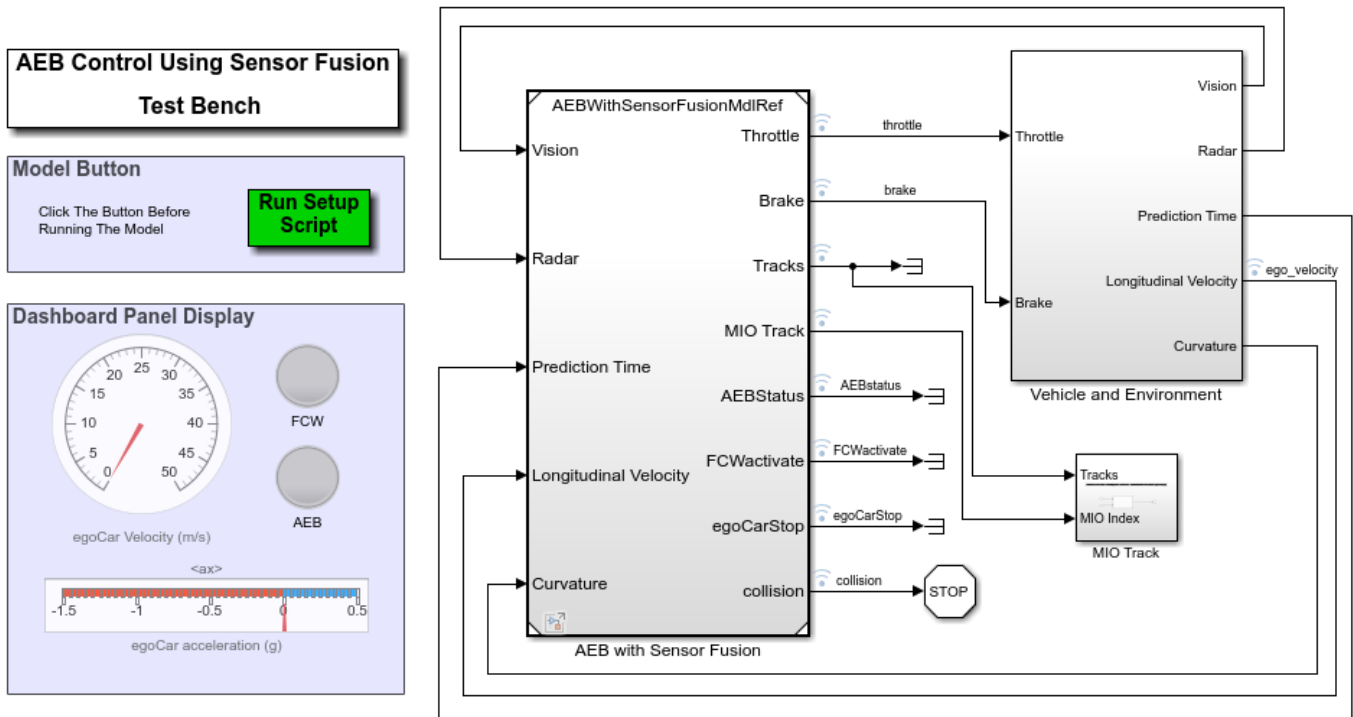 AEB Control Using Sensor Fusion
Test Bench
Model Button
Click The Button Before
Running The Model
Run Setup
Script
Dashboard Panel Display
0
5
10
15
20
25
30
35
40
45
50
egoCar Velocity (m/s)
FCW
AEB
<ax>
-1.5
-1
-0.5
0
0.5
egoCar acceleration (g)
AEBWithSensorFusionMdlRef
Vision
Radar
Prediction Time
Longitudinal Velocity
Curvature
Throttle
Brake
Tracks
MIO Track
AEBStatus
FCWactivate
egoCarStop
collision
AEB with Sensor Fusion
throttle
brake
AEBstatus
FCWactivate
egoCarStop
collision
STOP
Throttle
Brake
Vision
Radar
Prediction Time
Longitudinal Velocity
Curvature
Vehicle and Environment
ego_velocity
Tracks
MIO Index
MIO Track